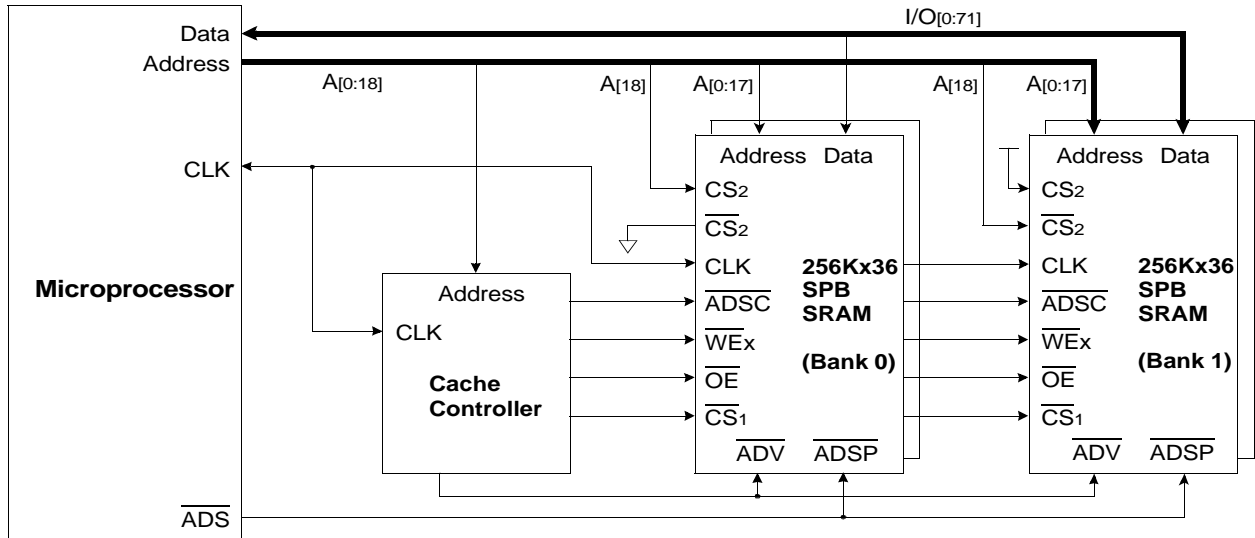 I/O[0:71]
Data
Address
A[0:18]
A[18]
A[0:17]
A[18]
A[0:17]
CLK
Microprocessor
ADS
Address
CLK
Cache
Controller
Address Data
CS2
CS2
CLK
ADSC
WEx
OE
CS1
ADV ADSP
256Kx36
SPB
SRAM
(Bank 0)
Address Data
CS2
CS2
CLK
ADSC
WEx
OE
CS1
ADV ADSP
256Kx36
SPB
SRAM
(Bank 1)